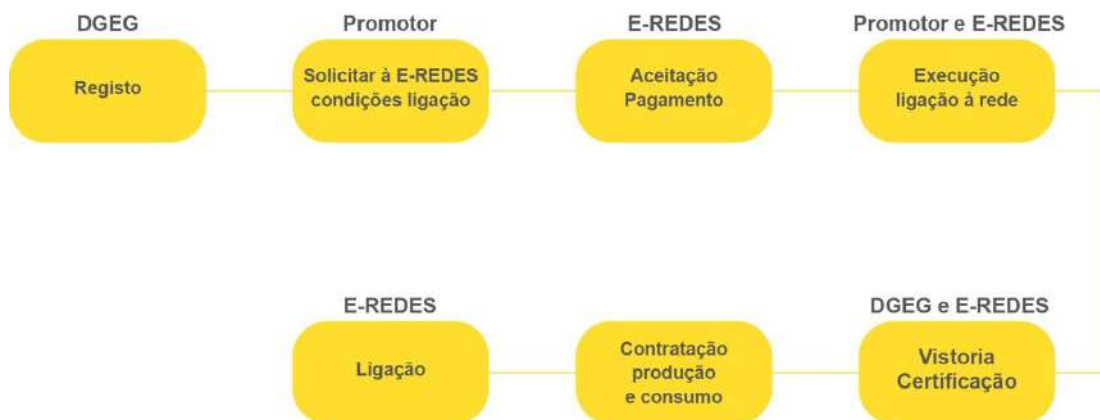 DGEG
Registo
Promotor
Solicitar à E-REDES
condições ligação
E-REDES
Aceitação
Pagamento
Promotor e E-REDES
Execução
ligação à rede
DGEG e E-REDES
Vistoria
Certificação
Contratação
produção
e consumo
E-REDES
Ligação